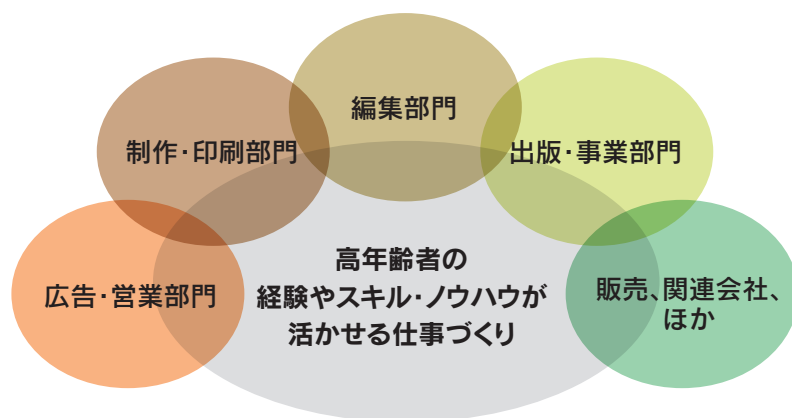 編集部門
制作・印刷部門
出版・事業部門
広告・営業部門
高年齢者の
経験やスキル・ノウハウが
活かせる仕事づくり
販売、関連会社、
ほか